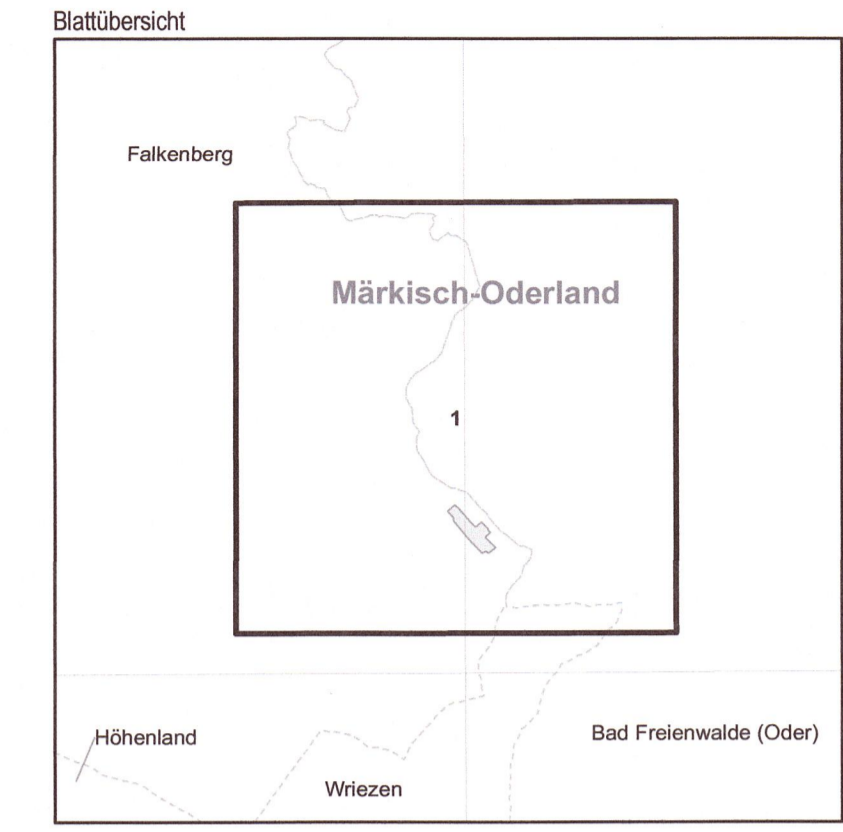 Blattübersicht
Falkenberg
Märkisch-Oderland
1
Höhenland
Bad Freienwalde (Oder)
Wriezen